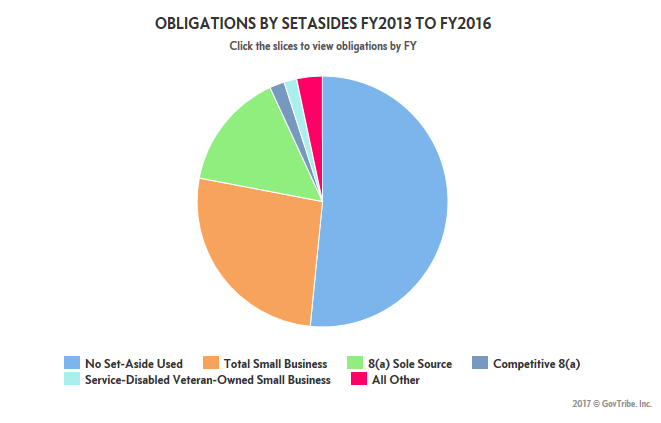 OBLIGATIONS BY SETASIDES FY2013 TO FY2016
Click the slices to view obligations by FY
No Set-Aside Used Total Small Business 8(a) Sole Source Competitive 8(a)
Service-Disabled Veteran-Owned Small Business All Other
2017 © GovTribe. Inc.